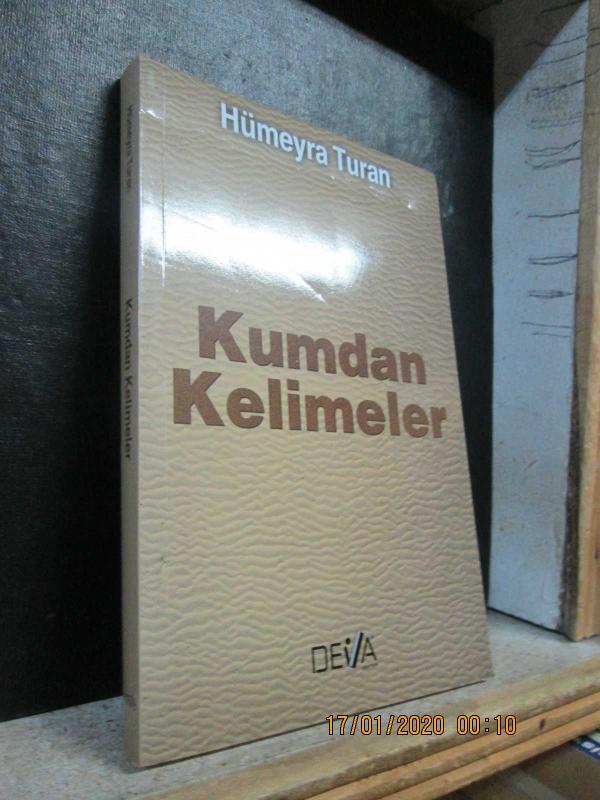 Hümeyra Turan
Kumdan
Kelimeler
DEVA
Hümeyra Turan
Kumdan Kelimeler
17/01/2020 00:10